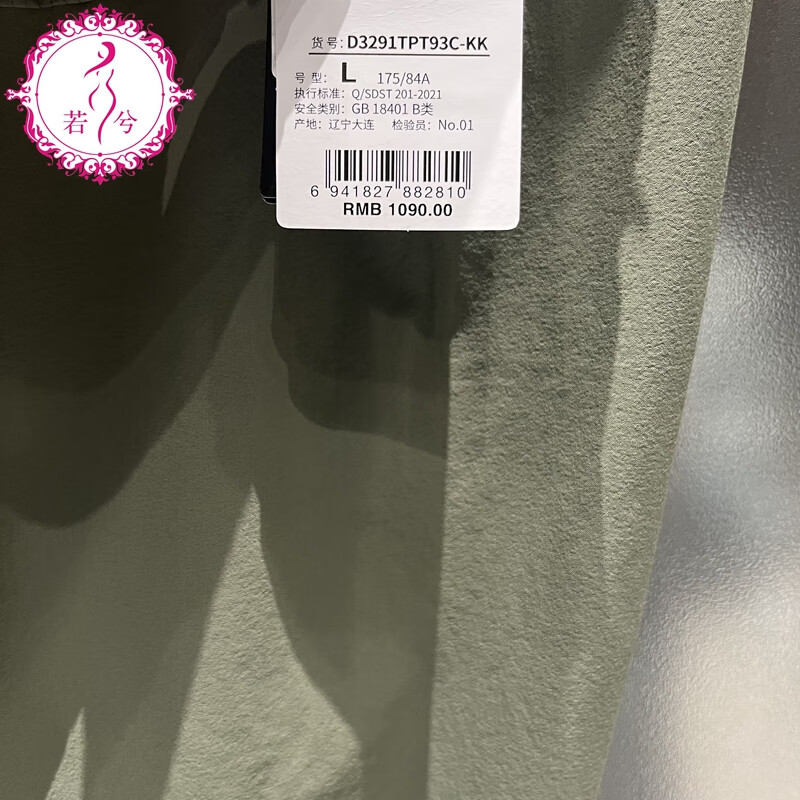 若兮
货号: D3291TPT93C-KK
号 型: L 175/84A
执行标准: Q/SDST 201-2021
安全类别: GB 18401 B类
产地: 辽宁大连 检验员: No.01
6 941827 882810
RMB 1090.00